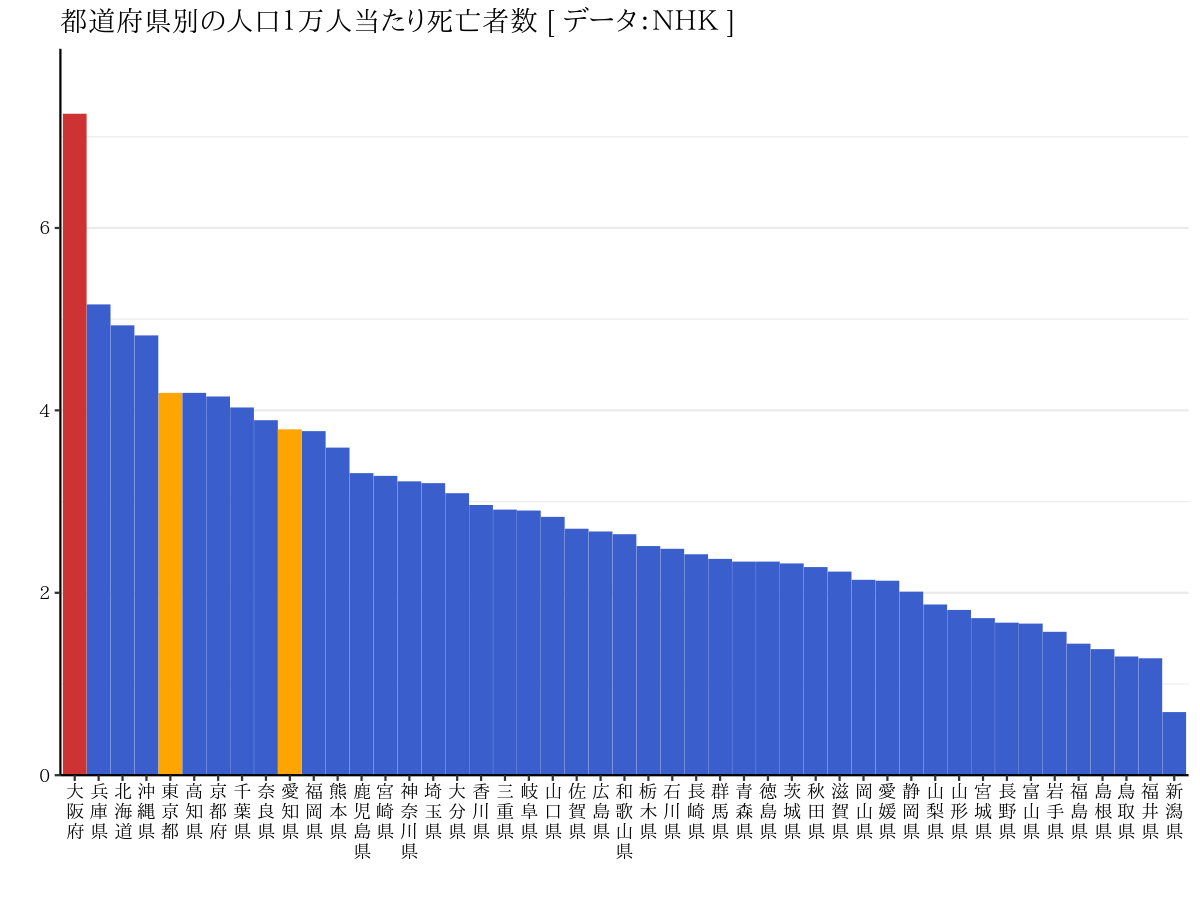 都道府県別の人口1万人当たり死亡者数 [ データ:NHK ]
6
4
2
0
大阪府
兵庫県
北海道
沖縄県
東京都
高知県
京都府
千葉県
奈良県
愛知県
福岡県
熊本県
鹿児島県
宮崎県
神奈川県
埼玉県
大分県
香川県
三重県
岐阜県
山口県
佐賀県
広島県
和歌山県
栃木県
石川県
長崎県
群馬県
青森県
徳島県
茨城県
秋田県
滋賀県
岡山県
愛媛県
静岡県
山梨県
山形県
宮城県
長野県
富山県
岩手県
福島県
島根県
鳥取県
福井県
新潟県